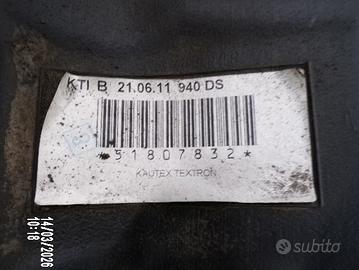 KTI B 21.06.11 940 DS
*51807832*
KAUTEX TEXTRON
14/03/2026
10:18
subito